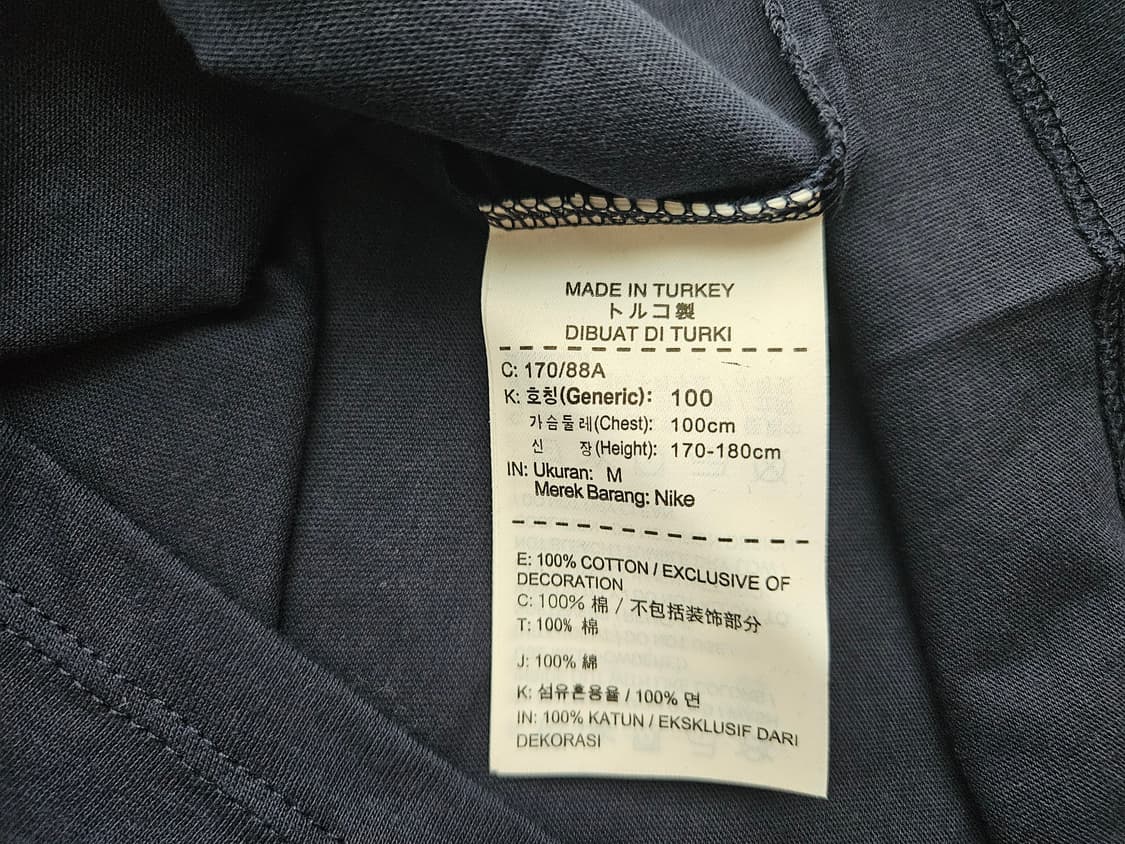 MADE IN TURKEY
トルコ製
DIBUAT DI TURKI
C: 170/88A
K: 호칭(Generic): 100
가슴둘레(Chest): 100cm
신 장(Height): 170-180cm
IN: Ukuran: M
Merek Barang: Nike
E: 100% COTTON / EXCLUSIVE OF
DECORATION
C: 100% 棉 / 不包括装饰部分
T: 100% 棉
J: 100% 綿
K: 섬유혼용율 / 100% 면
IN: 100% KATUN / EKSKLUSIF DARI
DEKORASI